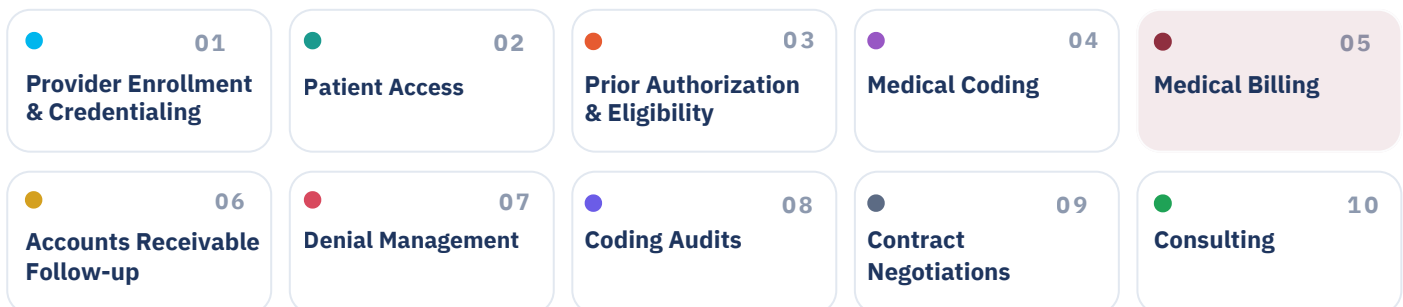 01
Provider Enrollment
& Credentialing
02
Patient Access
03
Prior Authorization
& Eligibility
04
Medical Coding
05
Medical Billing
06
Accounts Receivable
Follow-up
07
Denial Management
08
Coding Audits
09
Contract
Negotiations
10
Consulting